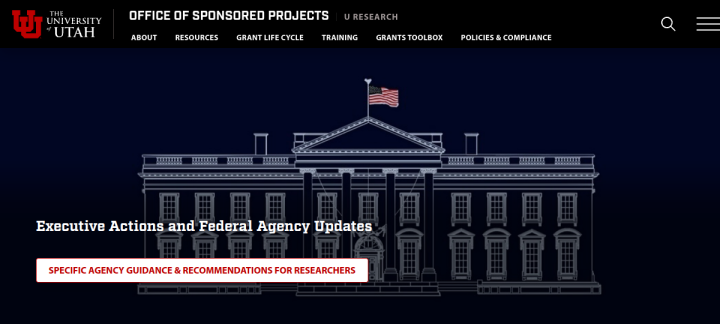 THE
UNIVERSITY
OF UTAH
OFFICE OF SPONSORED PROJECTS
U RESEARCH
ABOUT
RESOURCES
GRANT LIFE CYCLE
TRAINING
GRANTS TOOLBOX
POLICIES & COMPLIANCE
Executive Actions and Federal Agency Updates
SPECIFIC AGENCY GUIDANCE & RECOMMENDATIONS FOR RESEARCHERS